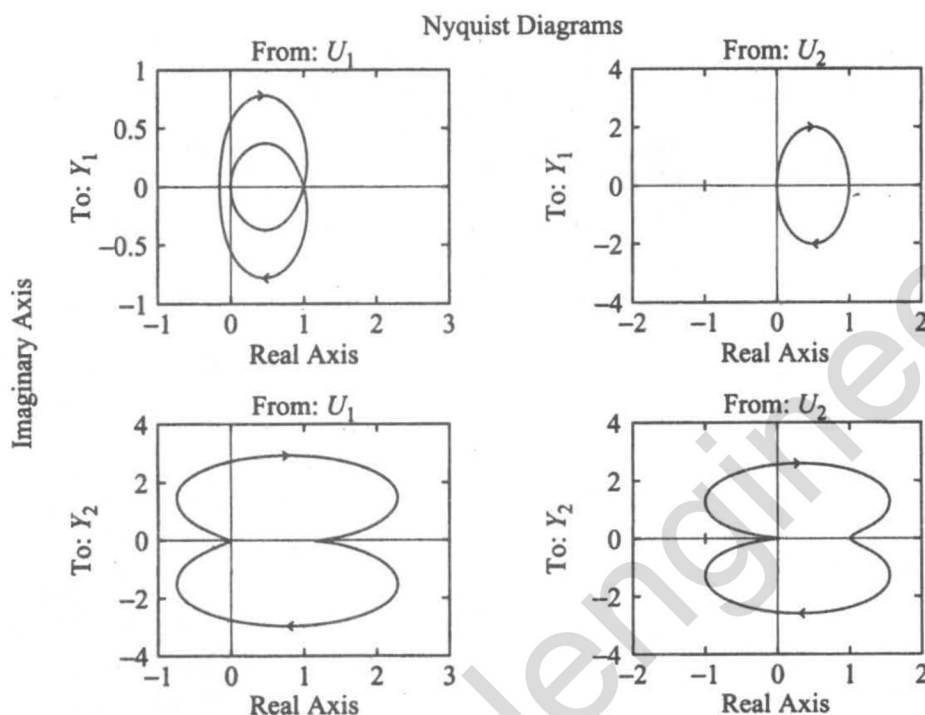 Nyquist Diagrams
From: U1
From: U2
1
0.5
0
−0.5
−1
−1 0 1 2 3
Real Axis
To: Y1
4
2
0
−2
−4
−2 −1 0 1 2
Real Axis
To: Y1
Imaginary Axis
From: U1
From: U2
4
2
0
−2
−4
−1 0 1 2 3
Real Axis
To: Y2
4
2
0
−2
−4
−2 −1 0 1 2
Real Axis
To: Y2